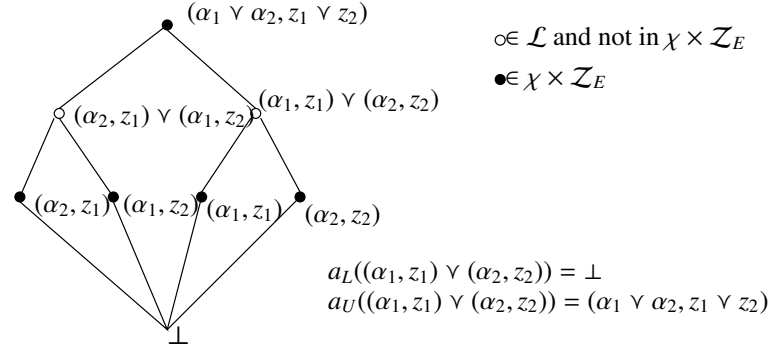 (α₁ ⋎ α₂, z₁ ⋎ z₂)
○∈ 𝓛 and not in χ × 𝓩_E
●∈ χ × 𝓩_E
(α₂, z₁) ⋎ (α₁, z₂)
(α₁, z₁) ⋎ (α₂, z₂)
(α₂, z₁)
(α₁, z₂)
(α₁, z₁)
(α₂, z₂)
a_L((α₁, z₁) ⋎ (α₂, z₂)) = ⊥
a_U((α₁, z₁) ⋎ (α₂, z₂)) = (α₁ ⋎ α₂, z₁ ⋎ z₂)
⊥